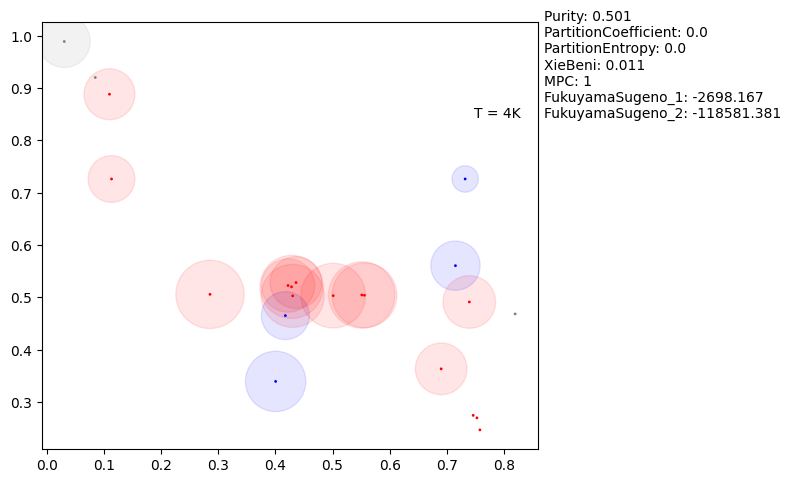 Purity: 0.501
PartitionCoefficient: 0.0
PartitionEntropy: 0.0
XieBeni: 0.011
MPC: 1
FukuyamaSugeno_1: -2698.167
FukuyamaSugeno_2: -118581.381
T = 4K
1.0
0.9
0.8
0.7
0.6
0.5
0.4
0.3
0.0 0.1 0.2 0.3 0.4 0.5 0.6 0.7 0.8